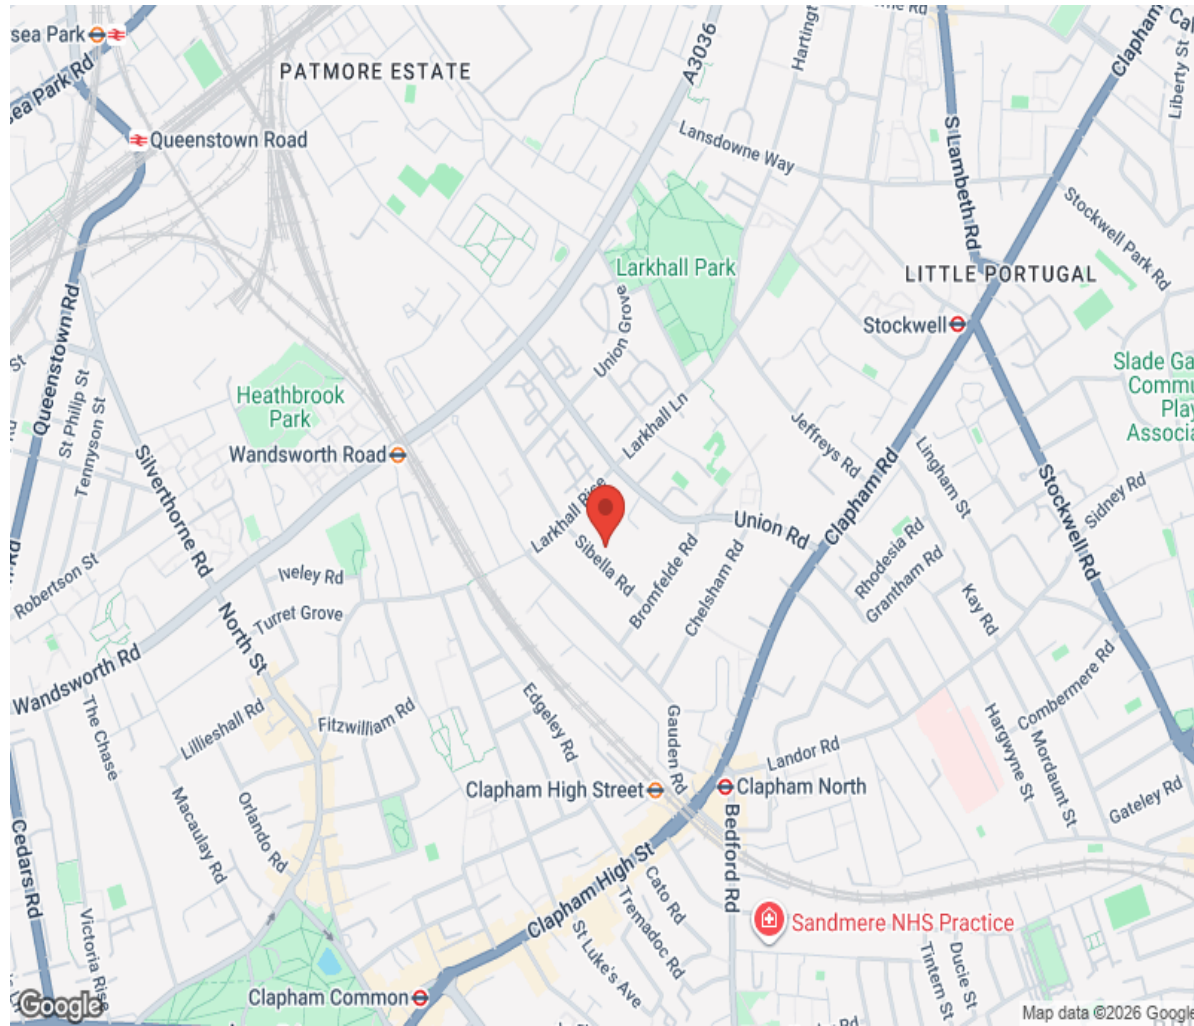 sea Park
sea Park Rd
PATMORE ESTATE
A3036
Hartingt
Clapham
Cal
Liberty St
Queenstown Road
Lansdowne Way
S Lambeth Rd
Stockwell Park Rd
Larkhall Park
LITTLE PORTUGAL
Union Grove
Stockwell
Queenstown Rd
St
St Philip St
Tennyson St
Heathbrook
Park
Slade Ga
Commu
Play
Associa
Larkhall Ln
Jeffreys Rd
Wandsworth Road
Silverthorne Rd
Clapham Rd
Lingham St
Stockwell Rd
Sidney Rd
Larkhall Rise
Union Rd
Sibella Rd
Bromfelde Rd
Chelsham Rd
Rhodesia Rd
Grantham Rd
Robertson St
Iveley Rd
Turret Grove
North St
Kay Rd
Wandsworth Rd
The Chase
Lillieshall Rd
Fitzwilliam Rd
Edgeley Rd
Gauden Rd
Combermere Rd
Landor Rd
Hargwyne St
Mordaunt St
Gateley Rd
Clapham High Street
Clapham North
Macaulay Rd
Orlando Rd
Cedars Rd
Bedford Rd
Clapham High St
Cato Rd
Tremadoc Rd
St Luke's Ave
Sandmere NHS Practice
Victoria Rise
Tintern St
Ducie St
Clapham Common
Google
Map data ©2026 Google